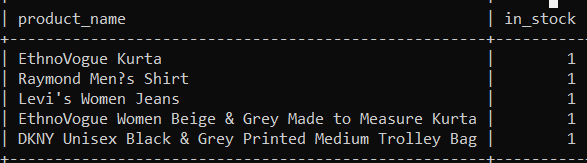 | product_name | in_stock
+-----------------------------------------------------+----------
| EthnoVogue Kurta | 1
| Raymond Men?s Shirt | 1
| Levi's Women Jeans | 1
| EthnoVogue Women Beige & Grey Made to Measure Kurta | 1
| DKNY Unisex Black & Grey Printed Medium Trolley Bag | 1
+-----------------------------------------------------+----------